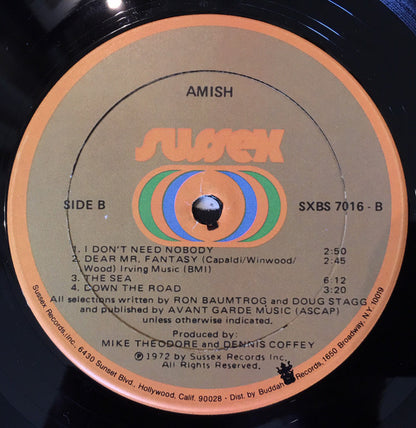 AMISH
sussex
SIDE B
SXBS 7016 - B
1. I DON'T NEED NOBODY 2:50
2. DEAR MR. FANTASY (Capaldi/Winwood/ 2:45
Wood) Irving Music (BMI)
3. THE SEA 6:12
4. DOWN THE ROAD 3:20
All selections written by RON BAUMTROG and DOUG STAGG
and published by AVANT GARDE MUSIC (ASCAP)
unless otherwise indicated.
Produced by:
MIKE THEODORE and DENNIS COFFEY
℗ 1972 by Sussex Records Inc.
All Rights Reserved.
Sussex Records, Inc., 6430 Sunset Blvd., Hollywood, Calif. 90028 - Dist. by Buddah Records, 1650 Broadway, N.Y. 10019